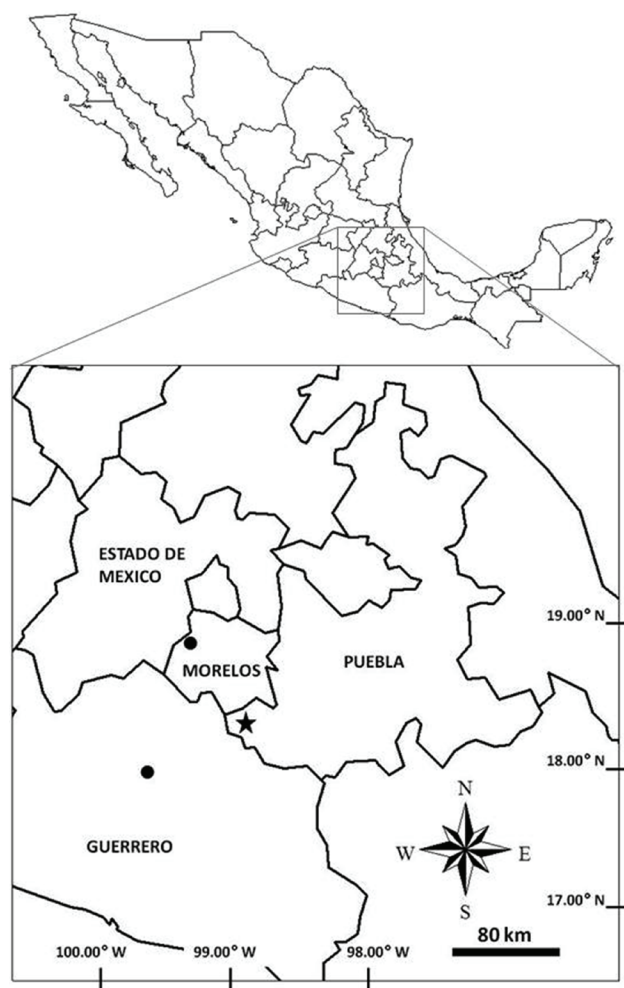 ESTADO DE
MEXICO
19.00° N
MORELOS
PUEBLA
18.00° N
N
GUERRERO
W
E
S
17.00° N
80 km
100.00° W
99.00° W
98.00° W